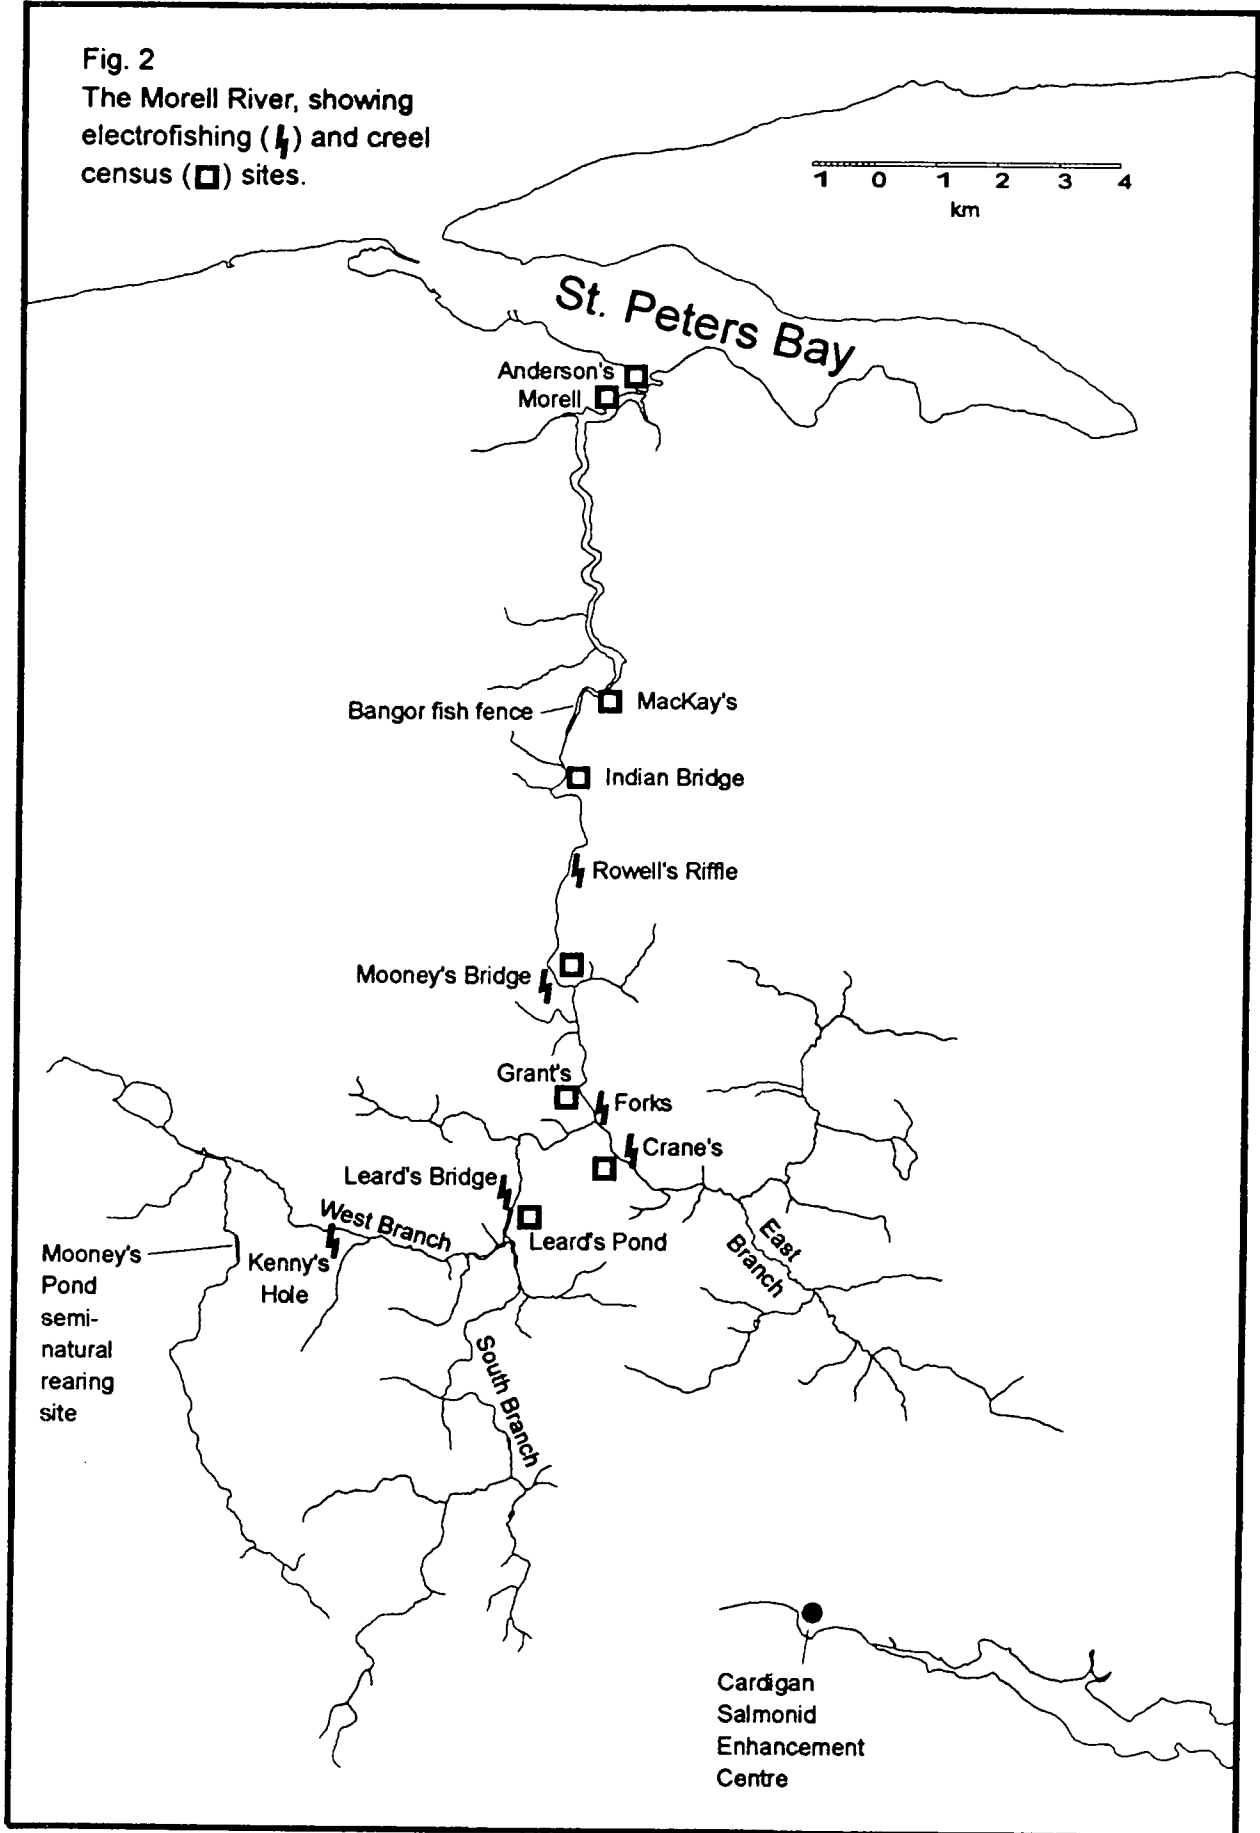 Fig. 2
The Morell River, showing
electrofishing ( ) and creel
census ( ) sites.
1 0 1 2 3 4
km
St. Peters Bay
Anderson's
Morell
MacKay's
Bangor fish fence
Indian Bridge
Rowell's Riffle
Mooney's Bridge
Grant's
Forks
Crane's
Leard's Bridge
West Branch
Leard's Pond
East
Branch
Mooney's
Pond
semi-
natural
rearing
site
Kenny's
Hole
South Branch
Cardigan
Salmonid
Enhancement
Centre